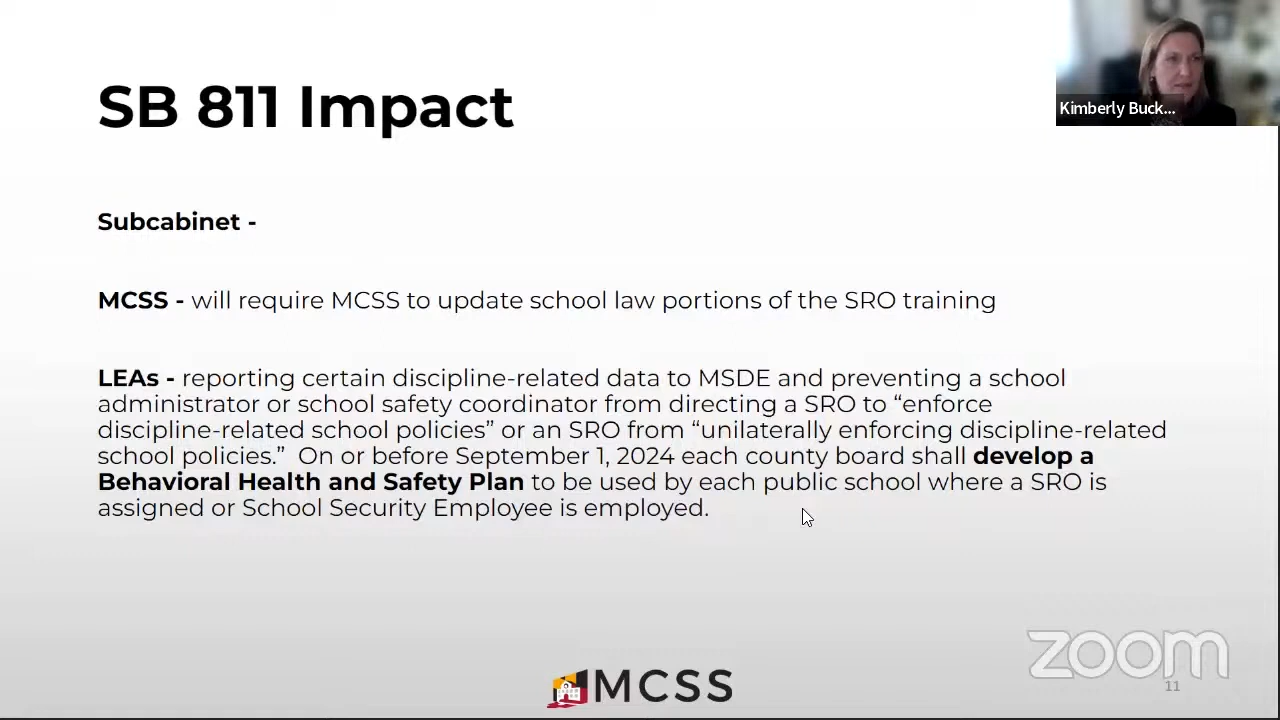 SB 811 Impact
Kimberly Buck...
Subcabinet -
MCSS - will require MCSS to update school law portions of the SRO training
LEAs - reporting certain discipline-related data to MSDE and preventing a school
administrator or school safety coordinator from directing a SRO to “enforce
discipline-related school policies” or an SRO from “unilaterally enforcing discipline-related
school policies.”  On or before September 1, 2024 each county board shall develop a
Behavioral Health and Safety Plan to be used by each public school where a SRO is
assigned or School Security Employee is employed.
zoom
11
MCSS